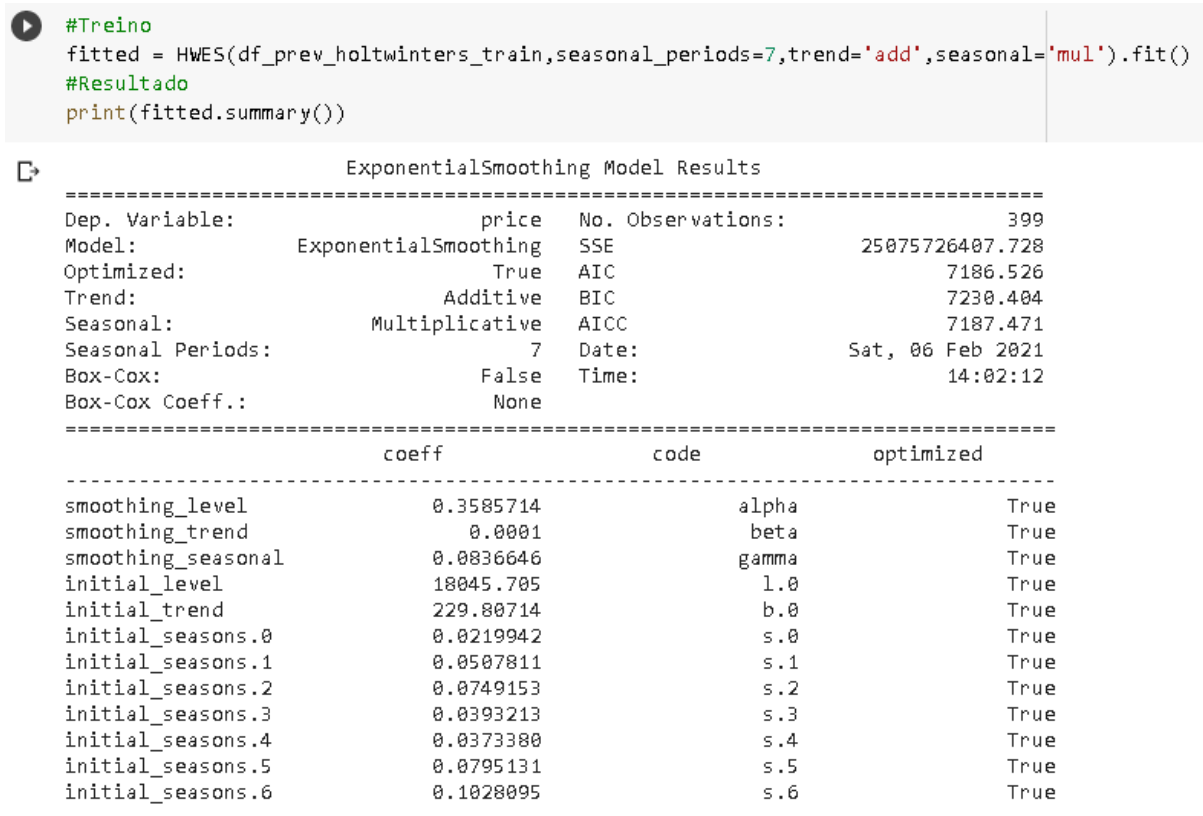 #Treino
fitted = HWES(df_prev_holtwinters_train,seasonal_periods=7,trend='add',seasonal='mul').fit()
#Resultado
print(fitted.summary())
ExponentialSmoothing Model Results
================================================================================
Dep. Variable: price No. Observations: 399
Model: ExponentialSmoothing SSE 25075726407.728
Optimized: True AIC 7186.526
Trend: Additive BIC 7230.404
Seasonal: Multiplicative AICC 7187.471
Seasonal Periods: 7 Date: Sat, 06 Feb 2021
Box-Cox: False Time: 14:02:12
Box-Cox Coeff.: None
=================================================================================
coeff code optimized
---------------------------------------------------------------------------------
smoothing_level 0.3585714 alpha True
smoothing_trend 0.0001 beta True
smoothing_seasonal 0.0836646 gamma True
initial_level 18045.705 l.0 True
initial_trend 229.80714 b.0 True
initial_seasons.0 0.0219942 s.0 True
initial_seasons.1 0.0507811 s.1 True
initial_seasons.2 0.0749153 s.2 True
initial_seasons.3 0.0393213 s.3 True
initial_seasons.4 0.0373380 s.4 True
initial_seasons.5 0.0795131 s.5 True
initial_seasons.6 0.1028095 s.6 True